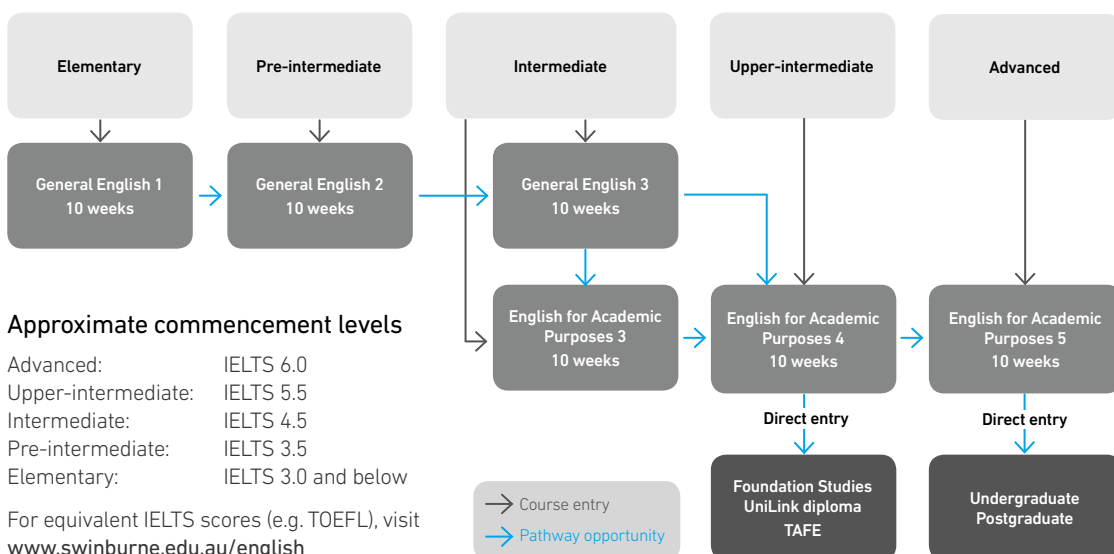 Elementary
Pre-intermediate
Intermediate
Upper-intermediate
Advanced
General English 1
10 weeks
General English 2
10 weeks
General English 3
10 weeks
English for Academic
Purposes 3
10 weeks
English for Academic
Purposes 4
10 weeks
English for Academic
Purposes 5
10 weeks
Approximate commencement levels
Advanced: IELTS 6.0
Upper-intermediate: IELTS 5.5
Intermediate: IELTS 4.5
Pre-intermediate: IELTS 3.5
Elementary: IELTS 3.0 and below
For equivalent IELTS scores (e.g. TOEFL), visit
www.swinburne.edu.au/english
Course entry
Pathway opportunity
Direct entry
Direct entry
Foundation Studies
UniLink diploma
TAFE
Undergraduate
Postgraduate